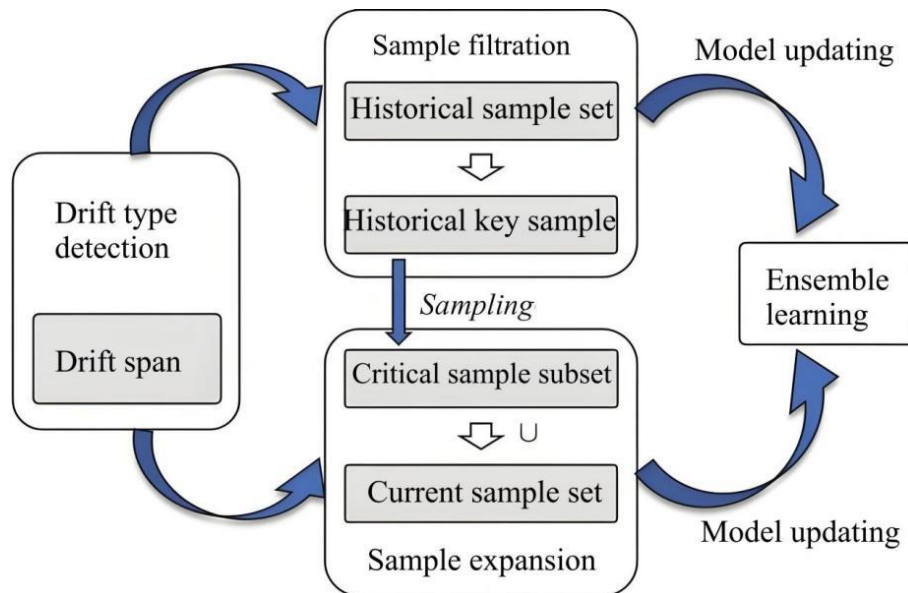 Sample filtration
Historical sample set
Historical key sample
Model updating
Drift type
detection
Drift span
Sampling
Ensemble
learning
Critical sample subset
∪
Current sample set
Sample expansion
Model updating